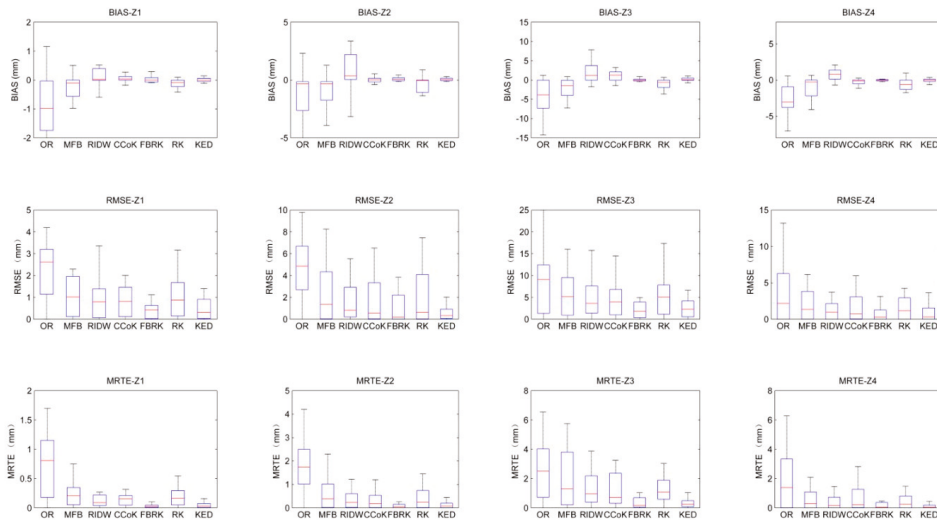 BIAS-Z1
BIAS (mm)
2
1
0
-1
-2
OR MFB RIDW CCoK FBRK RK KED
BIAS-Z2
BIAS (mm)
5
0
-5
OR MFB RIDW CCoK FBRK RK KED
BIAS-Z3
BIAS (mm)
15
10
5
0
-5
-10
-15
OR MFB RIDW CCoK FBRK RK KED
BIAS-Z4
BIAS (mm)
5
0
-5
OR MFB RIDW CCoK FBRK RK KED
RMSE-Z1
RMSE (mm)
5
4
3
2
1
0
OR MFB RIDW CCoK FBRK RK KED
RMSE-Z2
RMSE (mm)
10
8
6
4
2
0
OR MFB RIDW CCoK FBRK RK KED
RMSE-Z3
RMSE (mm)
25
20
15
10
5
0
OR MFB RIDW CCoK FBRK RK KED
RMSE-Z4
RMSE (mm)
15
10
5
0
OR MFB RIDW CCoK FBRK RK KED
MRTE-Z1
MRTE (mm)
2
1.5
1
0.5
0
OR MFB RIDW CCoK FBRK RK KED
MRTE-Z2
MRTE (mm)
5
4
3
2
1
0
OR MFB RIDW CCoK FBRK RK KED
MRTE-Z3
MRTE (mm)
8
6
4
2
0
OR MFB RIDW CCoK FBRK RK KED
MRTE-Z4
MRTE (mm)
8
6
4
2
0
OR MFB RIDW CCoK FBRK RK KED